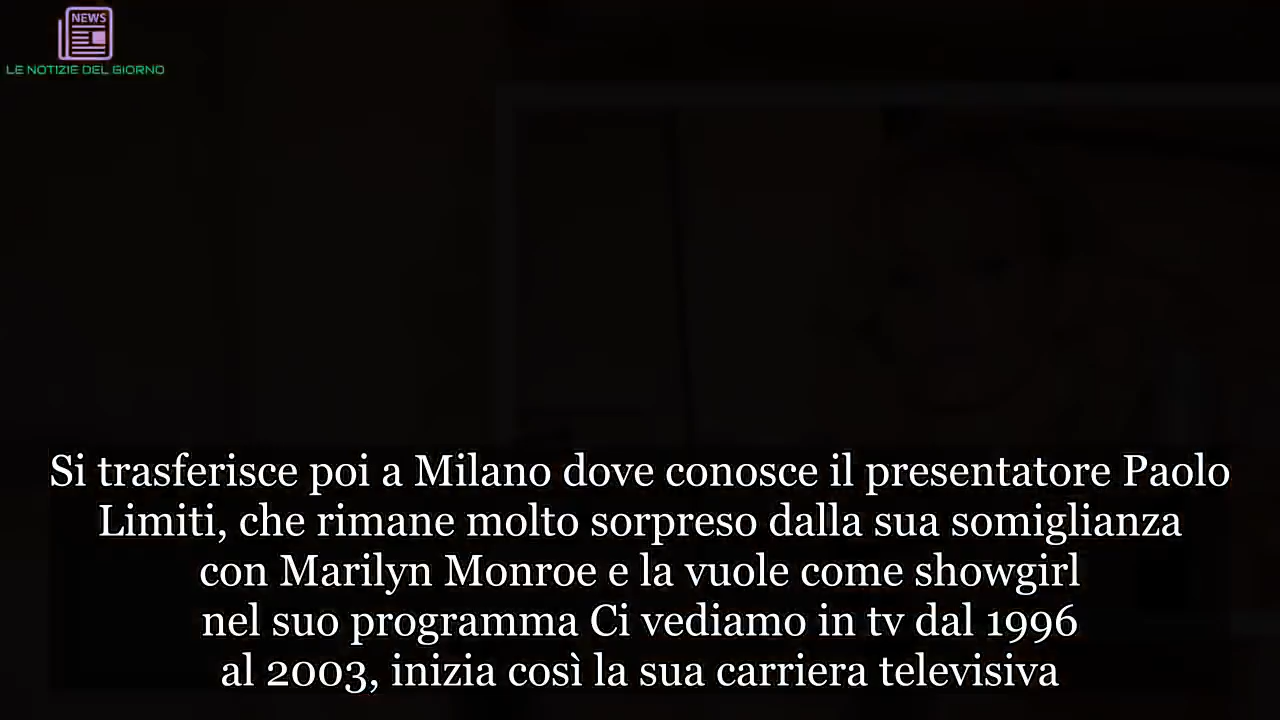 NEWS
LE NOTIZIE DEL GIORNO
Si trasferisce poi a Milano dove conosce il presentatore Paolo
Limiti, che rimane molto sorpreso dalla sua somiglianza
con Marilyn Monroe e la vuole come showgirl
nel suo programma Ci vediamo in tv dal 1996
al 2003, inizia così la sua carriera televisiva